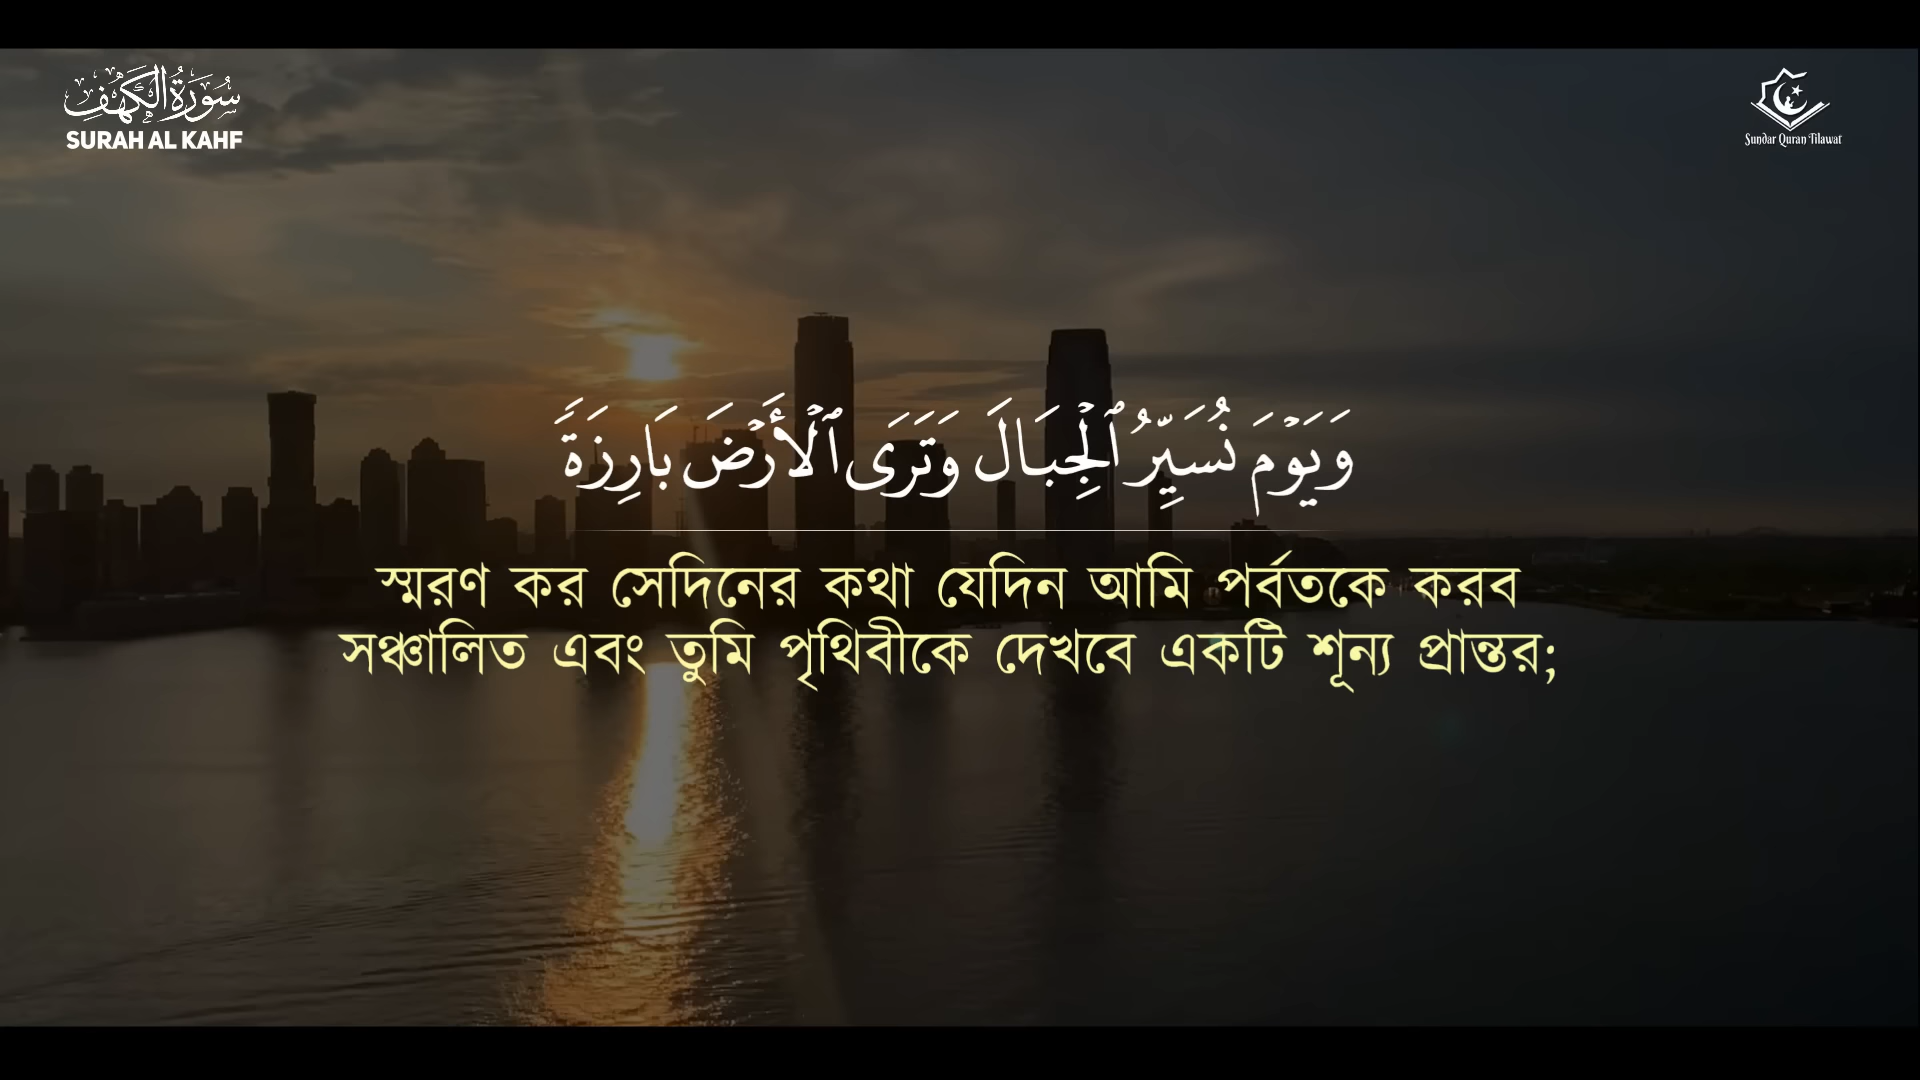 سُورَةُ الكَهْفِ
SURAH AL KAHF
Sundar Quran Tilawat
وَيَوْمَ نُسَيِّرُ ٱلْجِبَالَ وَتَرَى ٱلْأَرْضَ بَارِزَةً
স্মরণ কর সেদিনের কথা যেদিন আমি পর্বতকে করব
সঞ্চালিত এবং তুমি পৃথিবীকে দেখবে একটি শূন্য প্রান্তর;